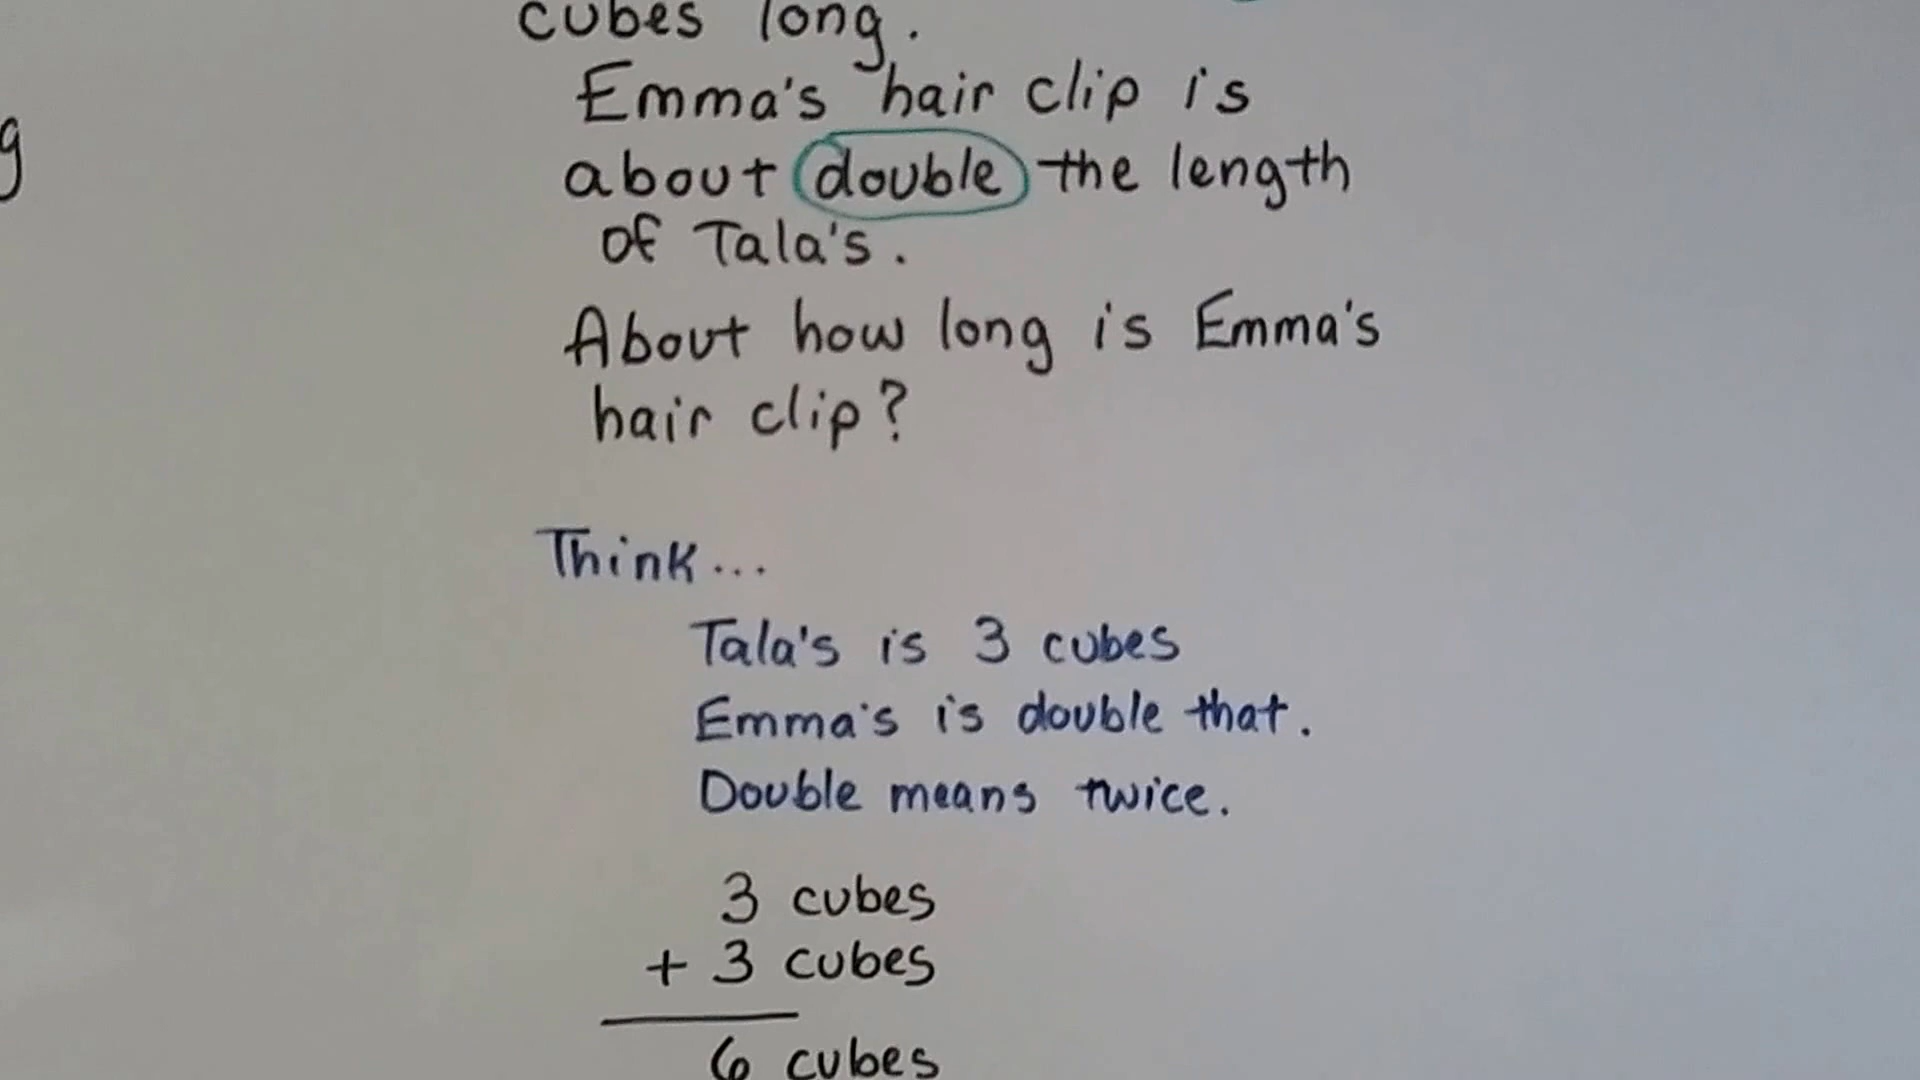 cubes long.
Emma's hair clip is
about double the length
of Tala's.
About how long is Emma's
hair clip?
Think...
Tala's is 3 cubes
Emma's is double that.
Double means twice.
3 cubes
+ 3 cubes
6 cubes